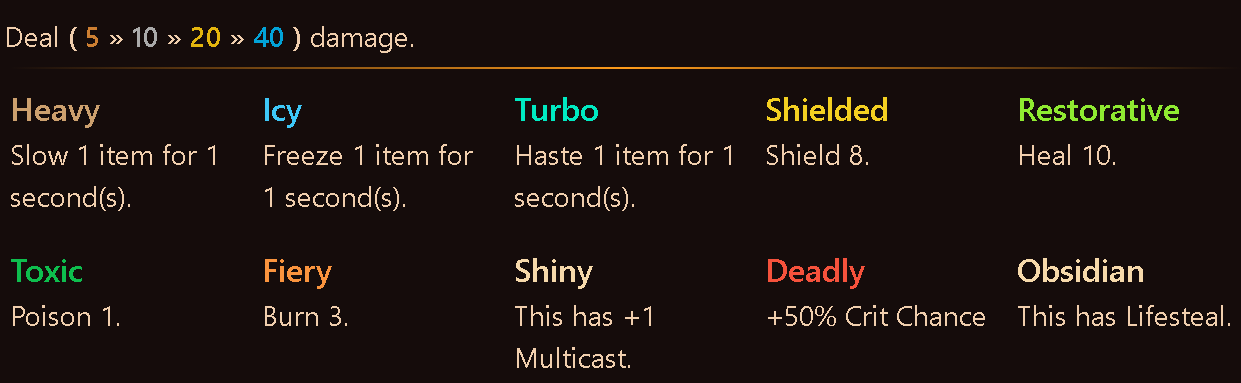 Deal ( 5 » 10 » 20 » 40 ) damage.
Heavy
Slow 1 item for 1
second(s).
Icy
Freeze 1 item for
1 second(s).
Turbo
Haste 1 item for 1
second(s).
Shielded
Shield 8.
Restorative
Heal 10.
Toxic
Poison 1.
Fiery
Burn 3.
Shiny
This has +1
Multicast.
Deadly
+50% Crit Chance
Obsidian
This has Lifesteal.